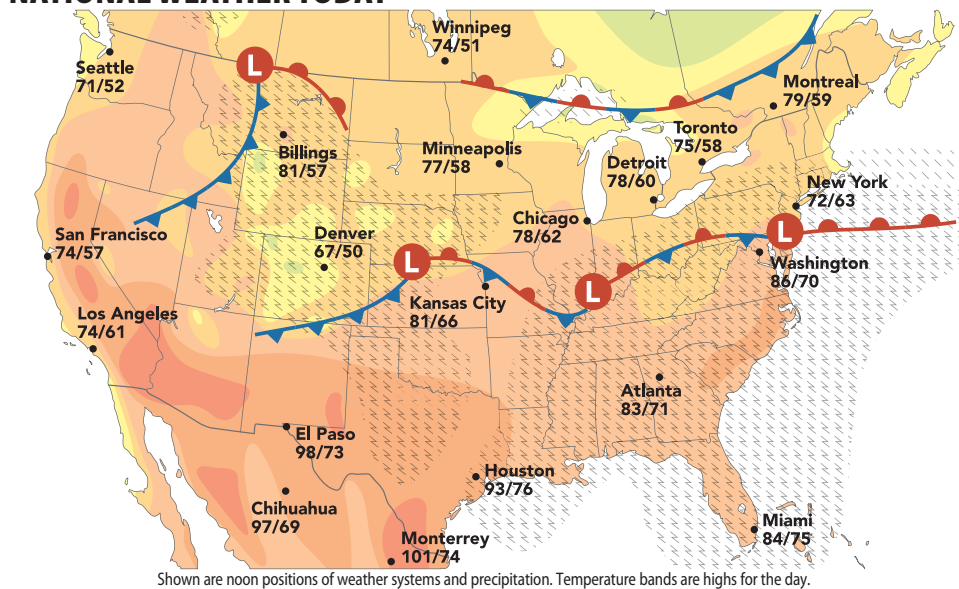 NATIONAL WEATHER TODAY
Winnipeg
74/51
Seattle
71/52
L
Montreal
79/59
Toronto
75/58
Minneapolis
77/58
Billings
81/57
Detroit
78/60
New York
72/63
Chicago
78/62
San Francisco
74/57
Denver
67/50
L
L
Washington
86/70
L
Kansas City
81/66
Los Angeles
74/61
Atlanta
83/71
El Paso
98/73
Houston
93/76
Chihuahua
97/69
Miami
84/75
Monterrey
101/74
Shown are noon positions of weather systems and precipitation. Temperature bands are highs for the day.